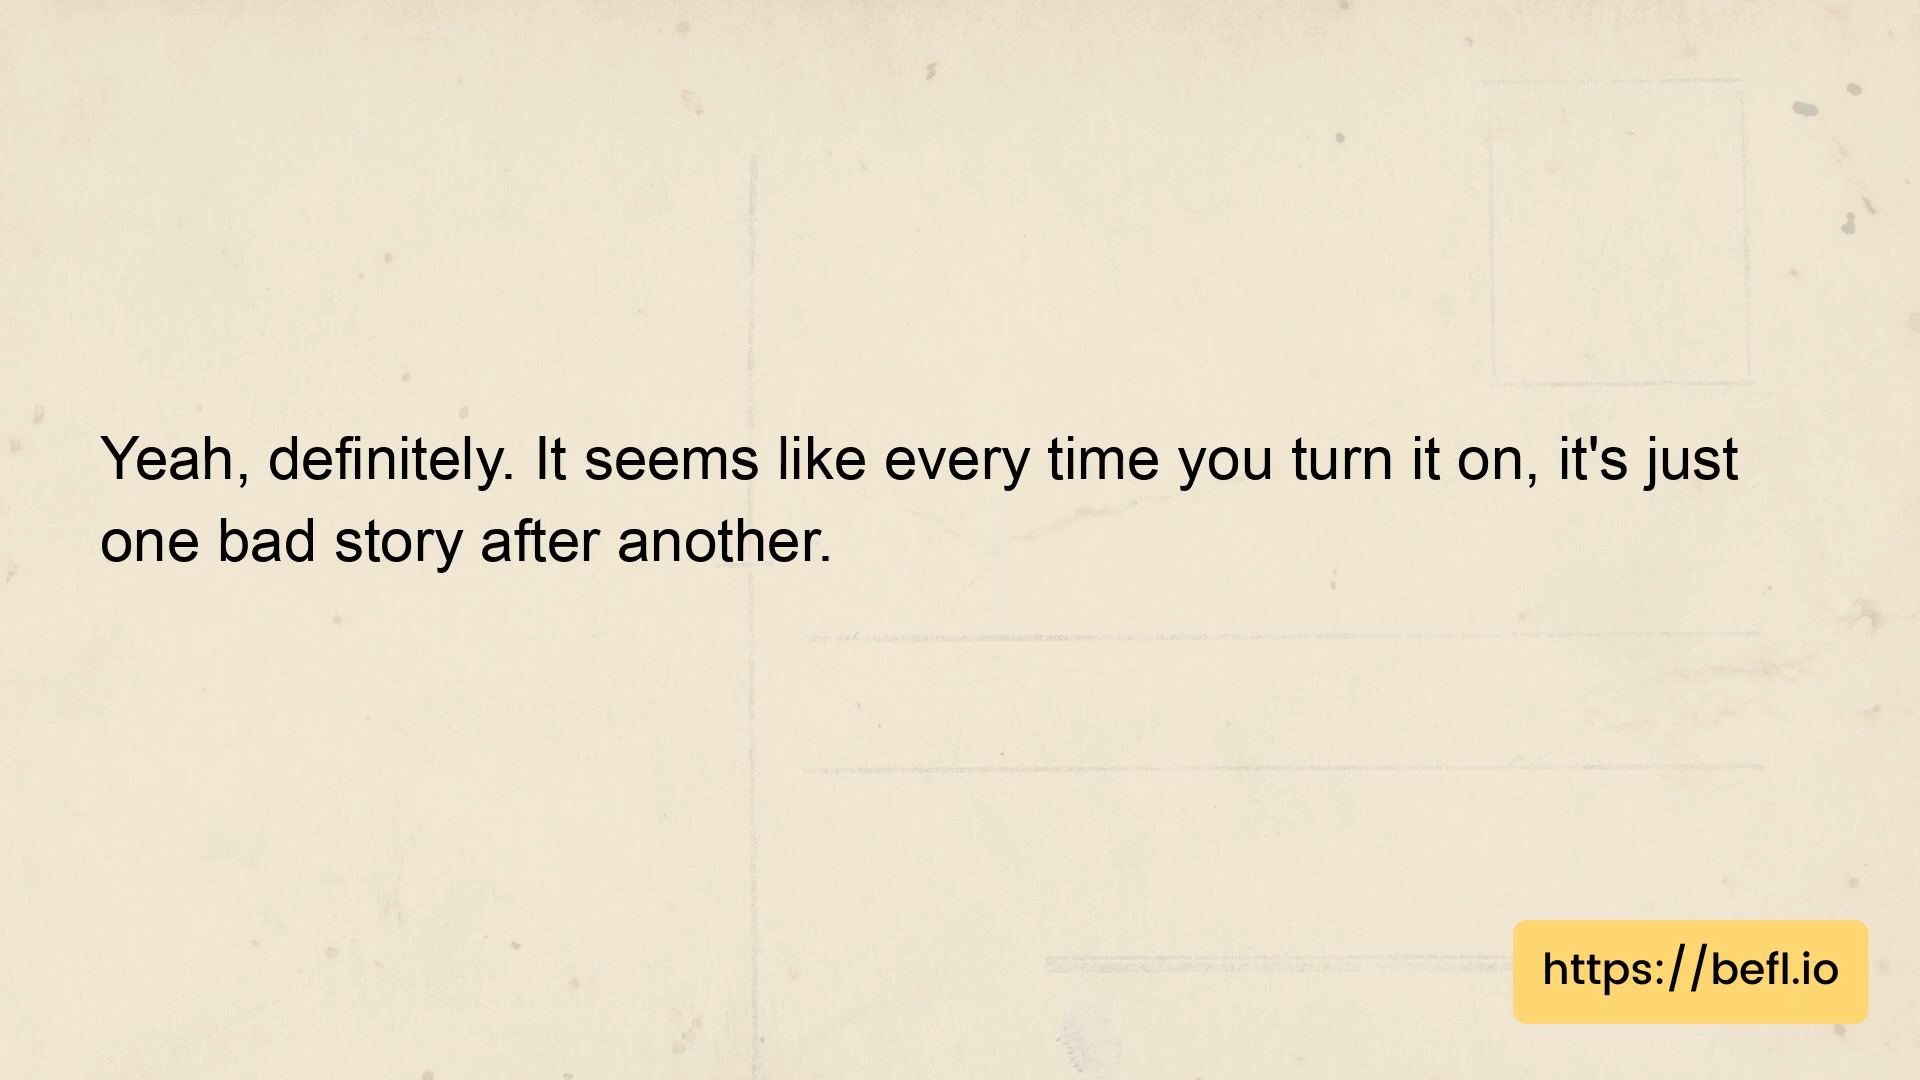 Yeah, definitely. It seems like every time you turn it on, it's just
one bad story after another.
https://befl.io